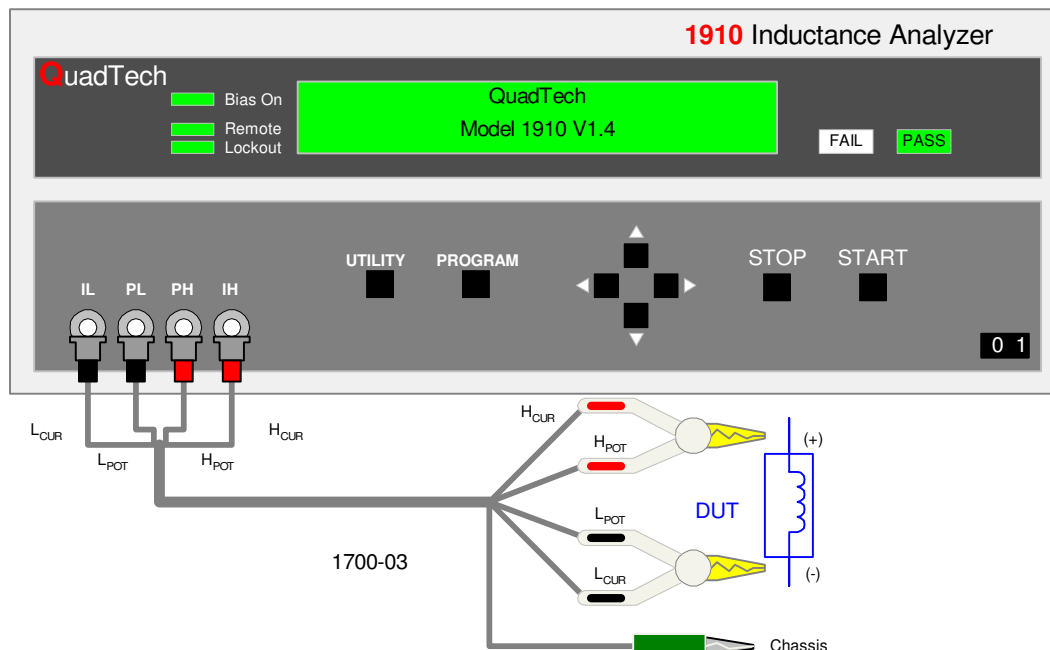 1910 Inductance Analyzer
QuadTech
Bias On
Remote
Lockout
QuadTech
Model 1910 V1.4
FAIL
PASS
UTILITY
PROGRAM
STOP
START
IL
PL
PH
IH
0 1
LCUR
LPOT
HPOT
HCUR
HCUR
HPOT
LPOT
LCUR
DUT
(+)
(-)
1700-03
Chassis